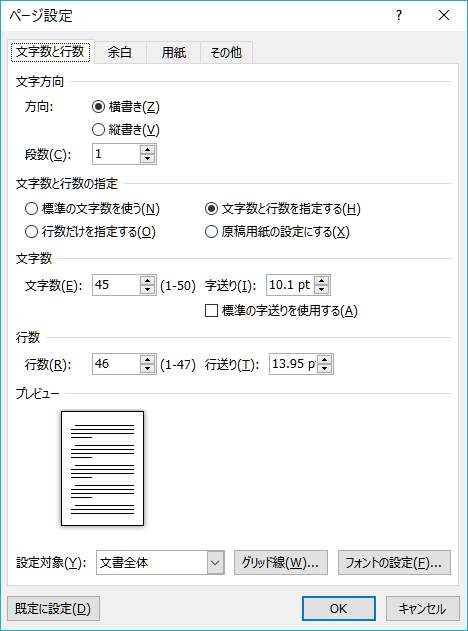 ページ設定
文字数と行数 余白 用紙 その他
文字方向
方向: 横書き(Z)
縦書き(V)
段数(C): 1
文字数と行数の指定
標準の文字数を使う(N) 文字数と行数を指定する(H)
行数だけを指定する(O) 原稿用紙の設定にする(X)
文字数
文字数(E): 45 (1-50) 字送り(I): 10.1 pt
標準の字送りを使用する(A)
行数
行数(R): 46 (1-47) 行送り(T): 13.95 p
プレビュー
設定対象(Y): 文書全体 グリッド線(W)... フォントの設定(F)...
既定に設定(D) OK キャンセル